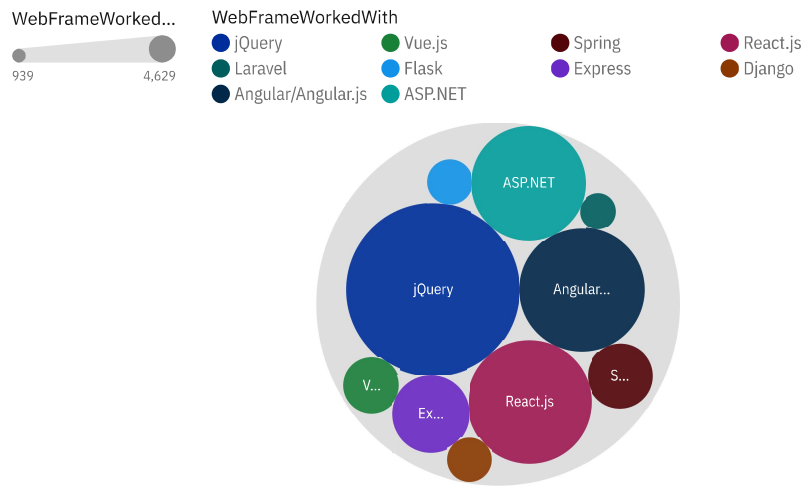 WebFrameWorked...
939 4,629
WebFrameWorkedWith
jQuery Vue.js Spring React.js
Laravel Flask Express Django
Angular/Angular.js ASP.NET
ASP.NET
jQuery
Angular...
V...
S...
Ex...
React.js